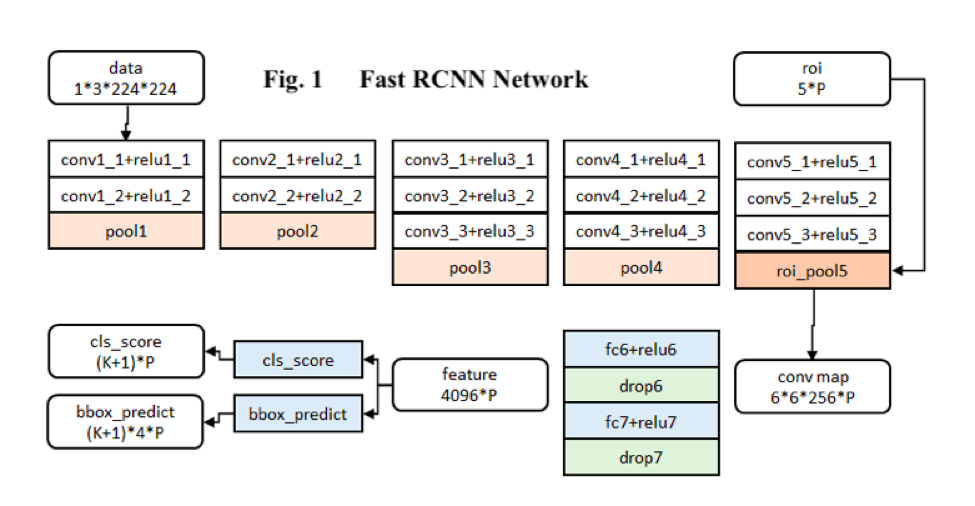 data
1*3*224*224
Fig. 1 Fast RCNN Network
roi
5*P
conv1_1+relu1_1
conv1_2+relu1_2
pool1
conv2_1+relu2_1
conv2_2+relu2_2
pool2
conv3_1+relu3_1
conv3_2+relu3_2
conv3_3+relu3_3
pool3
conv4_1+relu4_1
conv4_2+relu4_2
conv4_3+relu4_3
pool4
conv5_1+relu5_1
conv5_2+relu5_2
conv5_3+relu5_3
roi_pool5
cls_score
(K+1)*P
bbox_predict
(K+1)*4*P
cls_score
bbox_predict
feature
4096*P
fc6+relu6
drop6
fc7+relu7
drop7
conv map
6*6*256*P